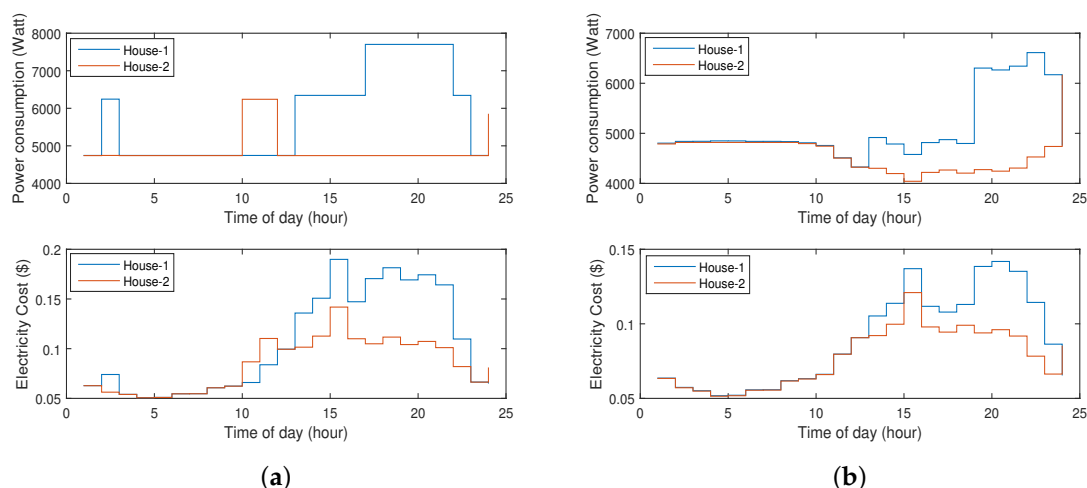 Power consumption (Watt)
8000
7000
6000
5000
4000
House-1
House-2
0 5 10 15 20 25
Time of day (hour)
Electricity Cost ($)
0.2
0.15
0.1
0.05
House-1
House-2
0 5 10 15 20 25
Time of day (hour)
(a)
Power consumption (Watt)
7000
6000
5000
4000
House-1
House-2
0 5 10 15 20 25
Time of day (hour)
Electricity Cost ($)
0.15
0.1
0.05
House-1
House-2
0 5 10 15 20 25
Time of day (hour)
(b)